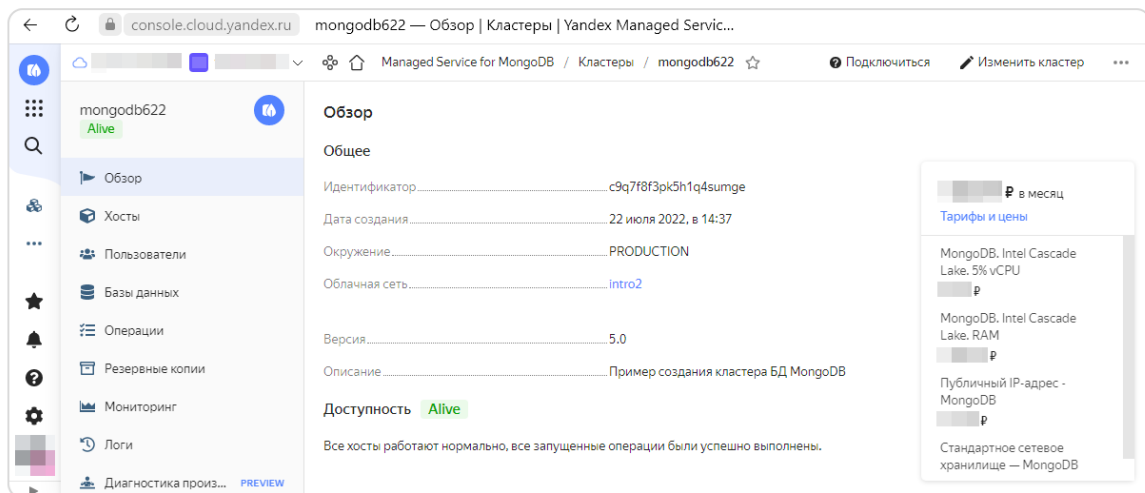 console.cloud.yandex.ru mongodb622 — Обзор | Кластеры | Yandex Managed Servic...
Managed Service for MongoDB / Кластеры / mongodb622 Подключиться Изменить кластер
mongodb622
Alive
Обзор
Хосты
Пользователи
Базы данных
Операции
Резервные копии
Мониторинг
Логи
Диагностика произ... PREVIEW
Обзор
Общее
Идентификатор c9q7f8f3pk5h1q4sumge
Дата создания 22 июля 2022, в 14:37
Окружение PRODUCTION
Облачная сеть intro2
Версия 5.0
Описание Пример создания кластера БД MongoDB
Доступность Alive
Все хосты работают нормально, все запущенные операции были успешно выполнены.
₽ в месяц
Тарифы и цены
MongoDB. Intel Cascade
Lake. 5% vCPU
₽
MongoDB. Intel Cascade
Lake. RAM
₽
Публичный IP-адрес -
MongoDB
₽
Стандартное сетевое
хранилище — MongoDB